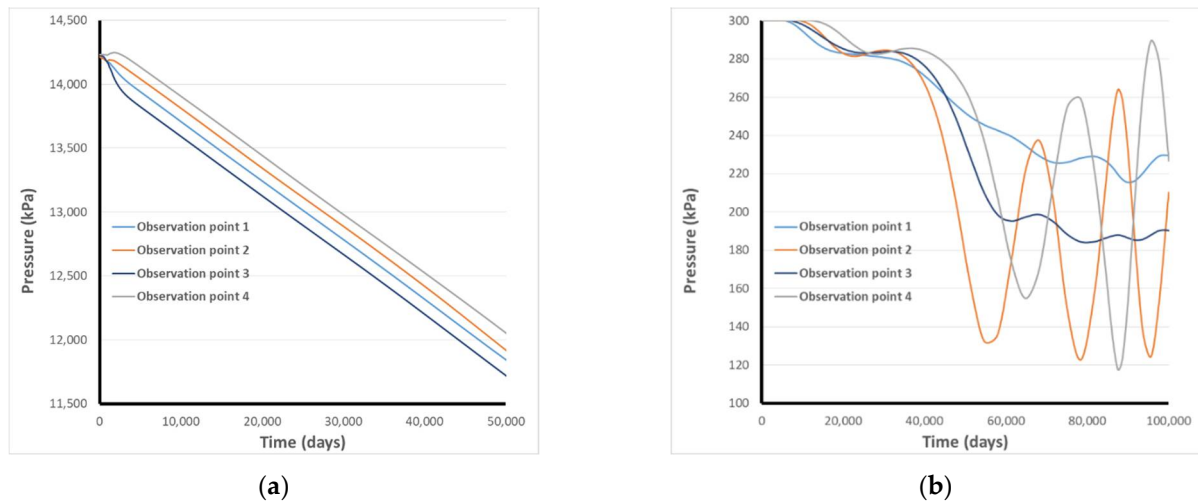 14,500
14,000
13,500
13,000
12,500
12,000
11,500
Pressure (kPa)
Observation point 1
Observation point 2
Observation point 3
Observation point 4
0
10,000
20,000
30,000
40,000
50,000
Time (days)
(a)
300
280
260
240
220
200
180
160
140
120
100
Pressure (kPa)
Observation point 1
Observation point 2
Observation point 3
Observation point 4
0
20,000
40,000
60,000
80,000
100,000
Time (days)
(b)